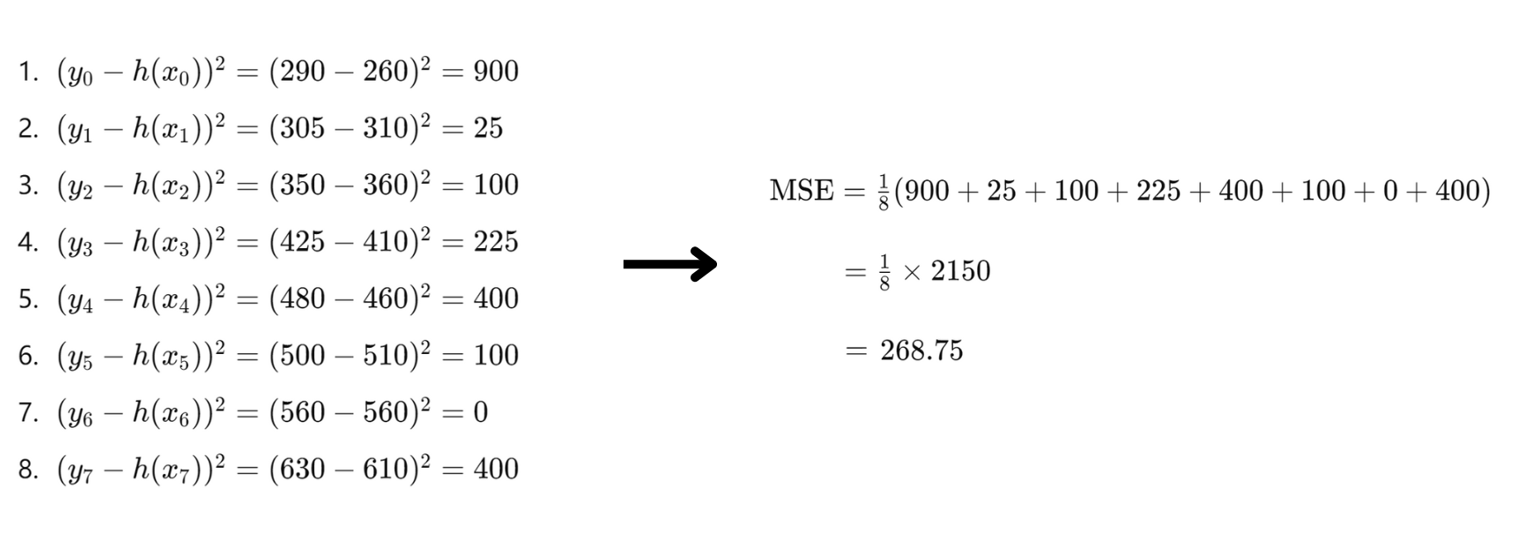 1. (y₀ − h(x₀))² = (290 − 260)² = 900
2. (y₁ − h(x₁))² = (305 − 310)² = 25
3. (y₂ − h(x₂))² = (350 − 360)² = 100
4. (y₃ − h(x₃))² = (425 − 410)² = 225
5. (y₄ − h(x₄))² = (480 − 460)² = 400
6. (y₅ − h(x₅))² = (500 − 510)² = 100
7. (y₆ − h(x₆))² = (560 − 560)² = 0
8. (y₇ − h(x₇))² = (630 − 610)² = 400
MSE = 1/8(900 + 25 + 100 + 225 + 400 + 100 + 0 + 400)
= 1/8 × 2150
= 268.75